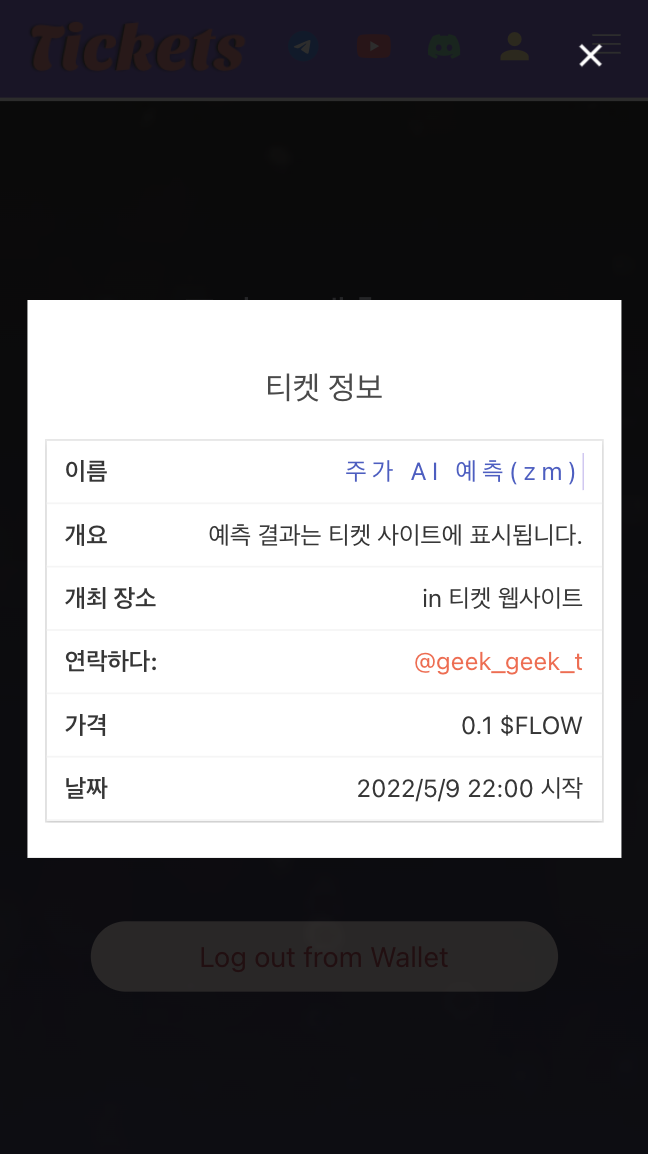 Tickets
티켓 정보
이름 주가 AI 예측(zm)
개요 예측 결과는 티켓 사이트에 표시됩니다.
개최 장소 in 티켓 웹사이트
연락하다: @geek_geek_t
가격 0.1 $FLOW
날짜 2022/5/9 22:00 시작
Log out from Wallet